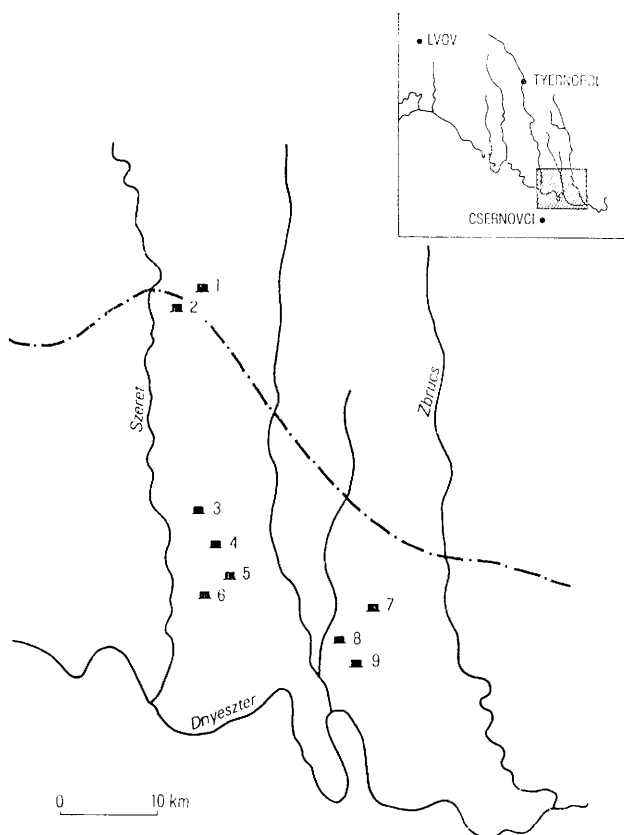 LVOV
TYERNOPOL
CSERNOVCI
1
2
Szeret
Zbrucs
3
4
5
6
7
8
9
Dnyeszter
0 10 km